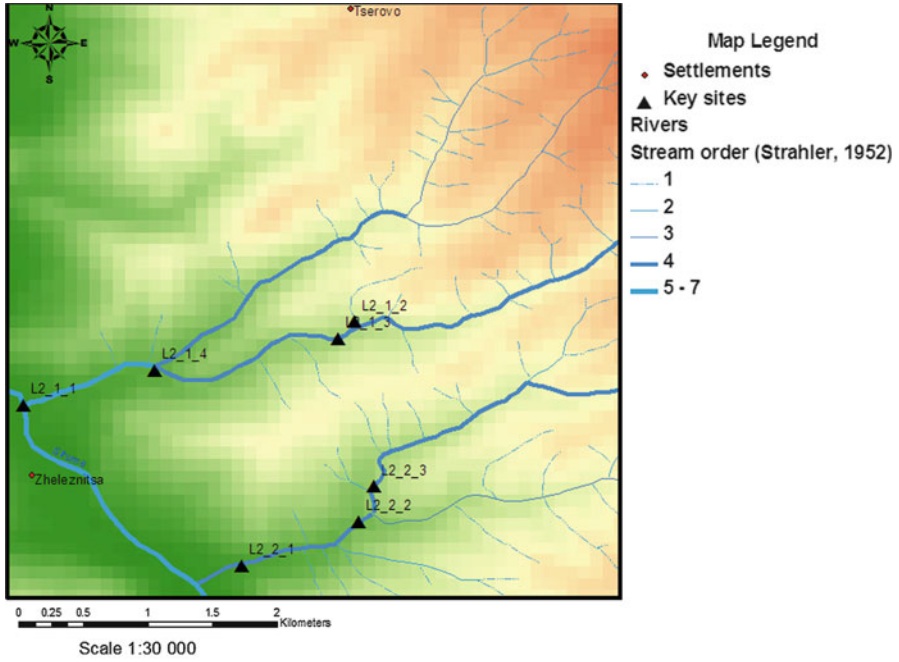 N
W E
S
Tserovo
L2_1_2
L2_1_3
L2_1_4
L2_1_1
Struma
Zheleznitsa
L2_2_3
L2_2_2
L2_2_1
0 0.25 0.5 1 1.5 2
Kilometers
Scale 1:30 000
Map Legend
Settlements
Key sites
Rivers
Stream order (Strahler, 1952)
1
2
3
4
5 - 7